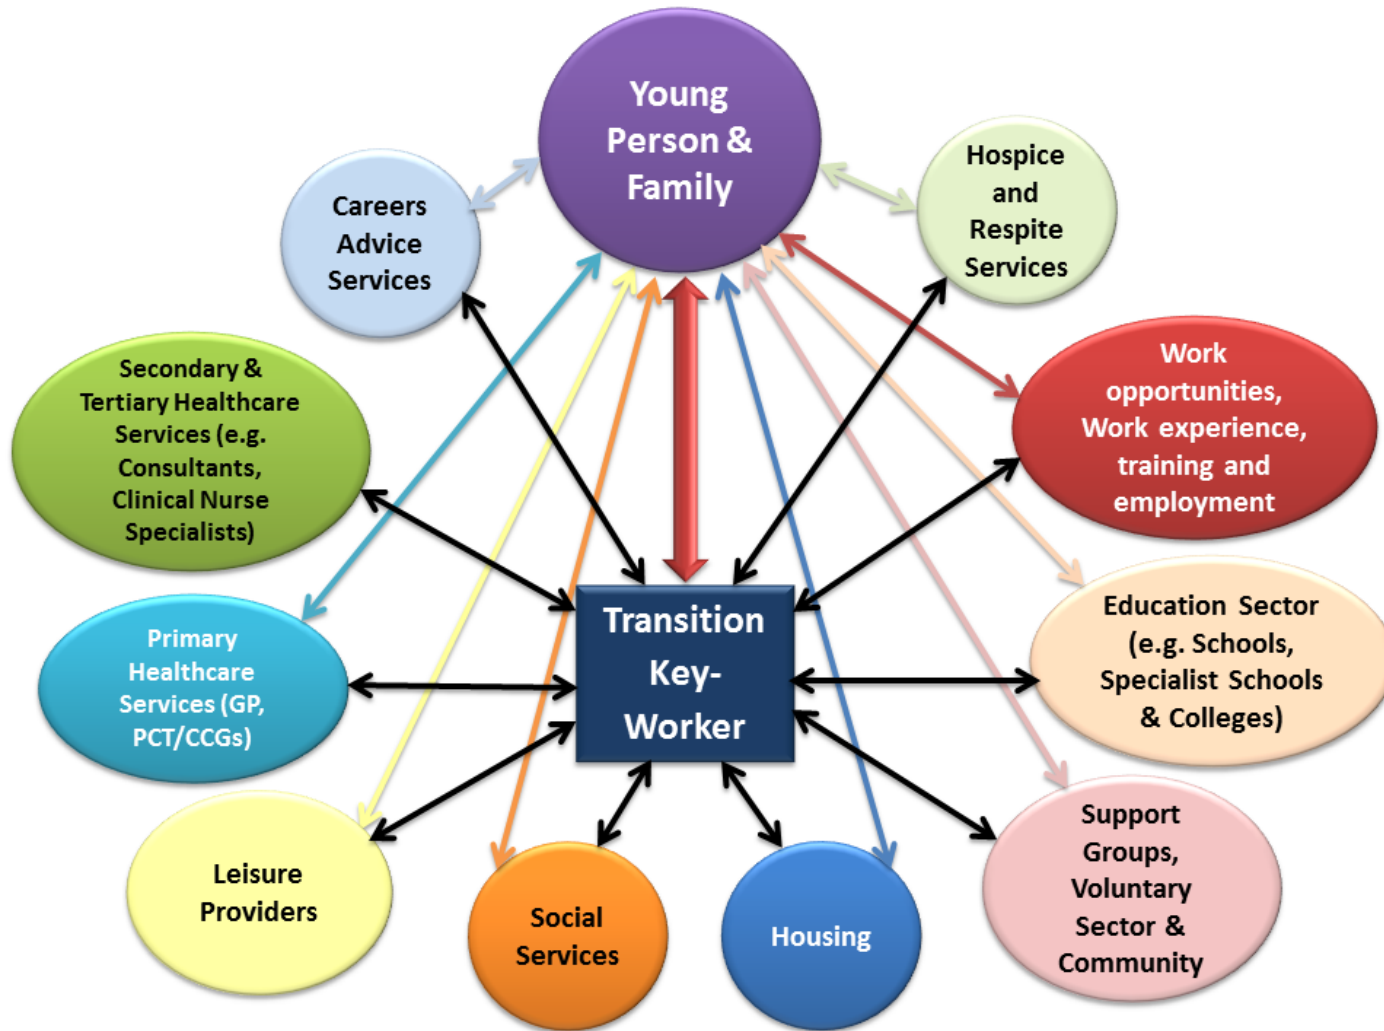 Young
Person &
Family
Careers
Advice
Services
Hospice
and
Respite
Services
Secondary &
Tertiary Healthcare
Services (e.g.
Consultants,
Clinical Nurse
Specialists)
Work
opportunities,
Work experience,
training and
employment
Primary
Healthcare
Services (GP,
PCT/CCGs)
Transition
Key-
Worker
Education Sector
(e.g. Schools,
Specialist Schools
& Colleges)
Leisure
Providers
Social
Services
Housing
Support
Groups,
Voluntary
Sector &
Community